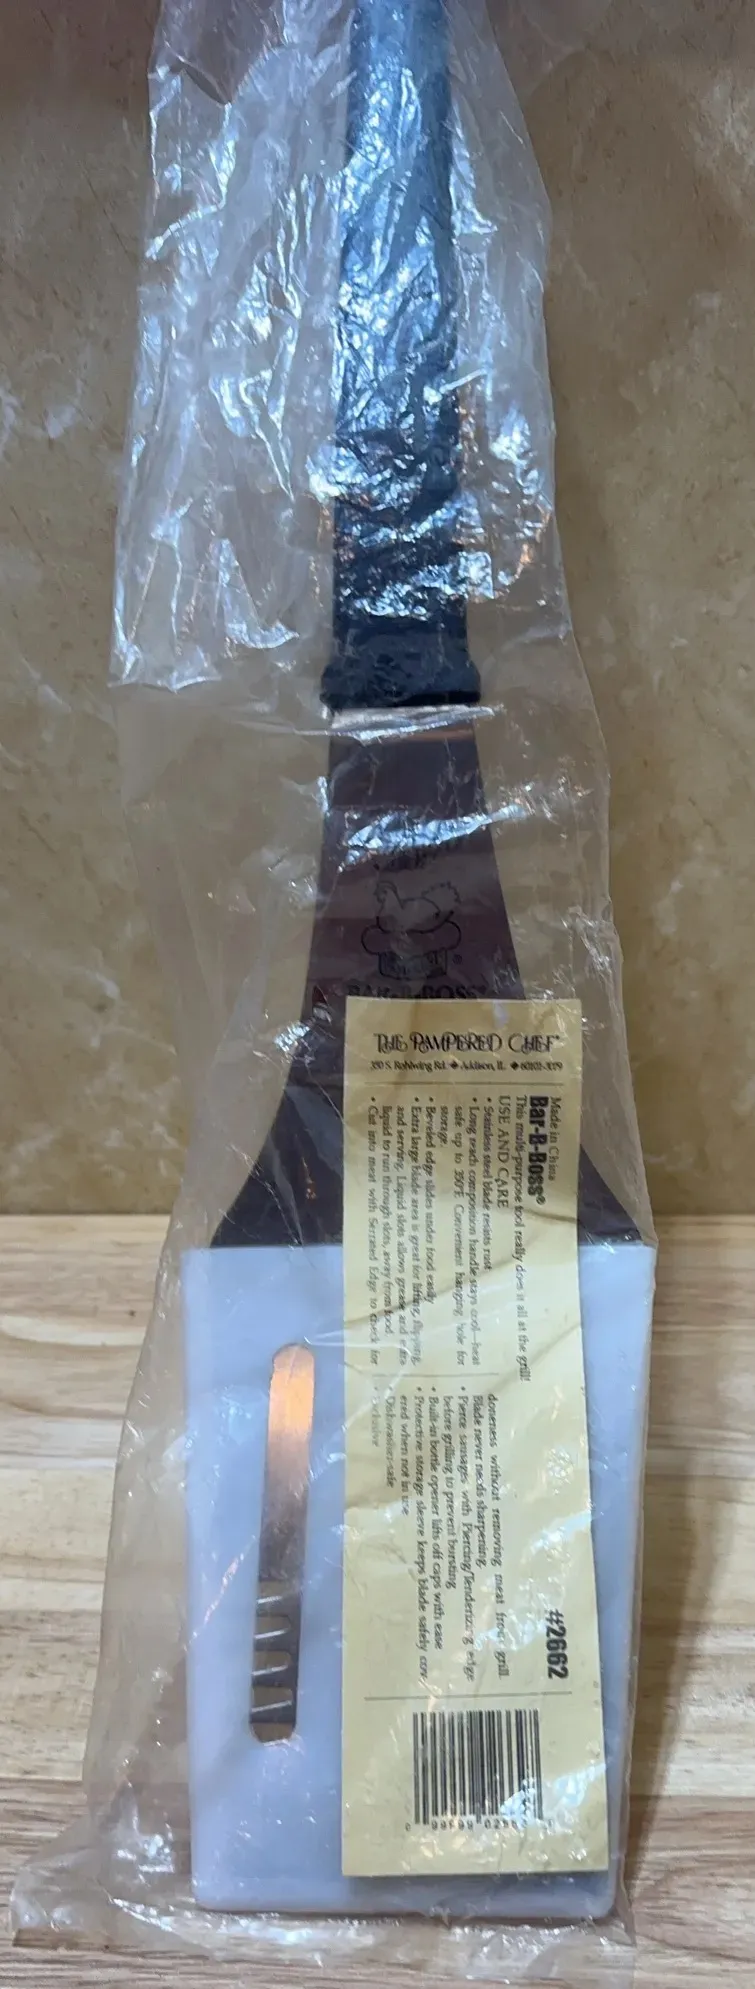 BAR-B-BOSS
THE PAMPERED CHEF®
350 S. Rohlwing Rd. ◆ Addison, IL ◆ 60101-3079
Made in China
Bar-B-Boss®
#2662
This multi-purpose tool really does it all at the grill!
USE AND CARE
• Stainless steel blade resists rust
• Long reach composition handle stays cool—heat
safe up to 350°F. Convenient hanging hole for
storage.
• Beveled edge slides under food easily
• Extra large blade area is great for lifting, flipping,
and serving. Liquid slots allows grease and
liquid to run through slots, away from food.
• Cut into meat with Serrated Edge to check for
doneness without removing meat from grill.
Blade never needs sharpening.
• Pierce sausages with Piercing/Tenderizing edge
before grilling to prevent bursting
• Built-in bottle opener lifts off caps with ease
• Protective storage sleeve keeps blade safely cov-
ered when not in use
• Dishwasher-safe
• Exclusive